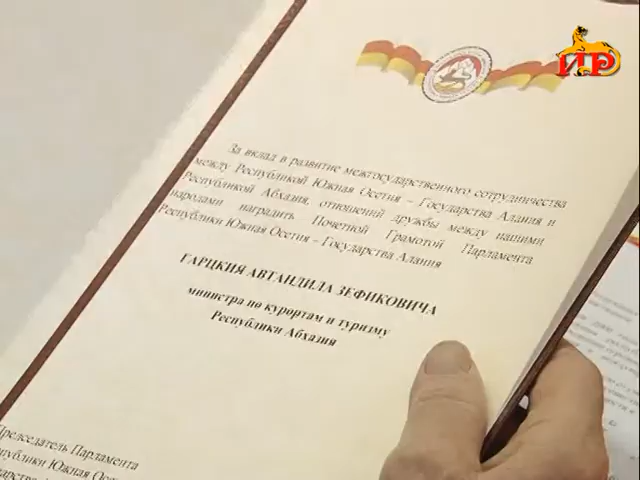 ИР
За вклад в развитие межгосударственного сотрудничества
между Республикой Южная Осетия – Государства Алания и
Республикой Абхазия, отношений дружбы между нашими
народами наградить Почетной Грамотой Парламента
Республики Южная Осетия – Государства Алания
ГАРЦКИЯ АВТАНДИЛА ЗЕФИКОВИЧА
министра по курортам и туризму
Республики Абхазия
Председатель Парламента
Республики Южная